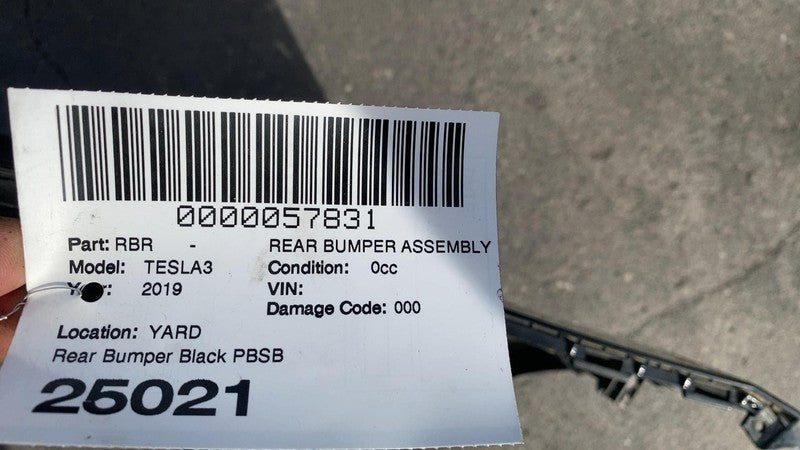 0000057831
Part: RBR - REAR BUMPER ASSEMBLY
Model: TESLA3 Condition: 0cc
2019 VIN:
Damage Code: 000
Location: YARD
Rear Bumper Black PBSB
25021